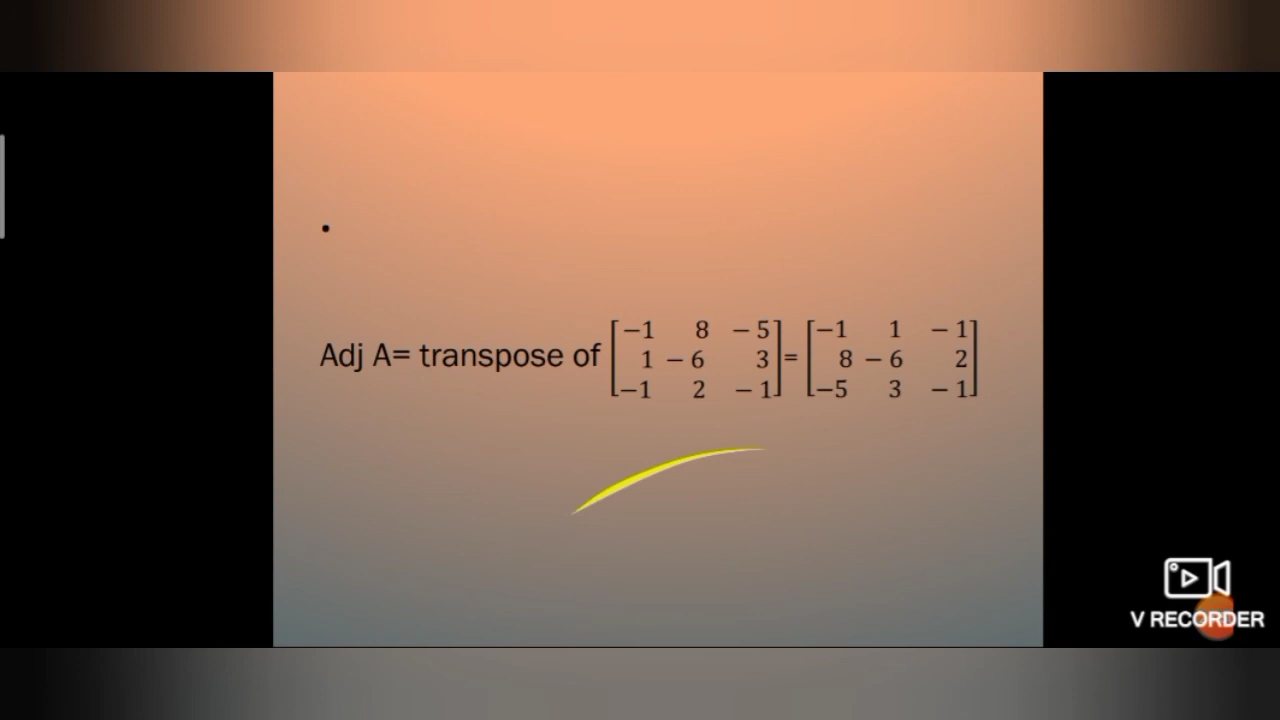 •
Adj A= transpose of [−1 8 − 5; 1 − 6 3; −1 2 − 1] = [−1 1 − 1; 8 − 6 2; −5 3 − 1]
V RECORDER